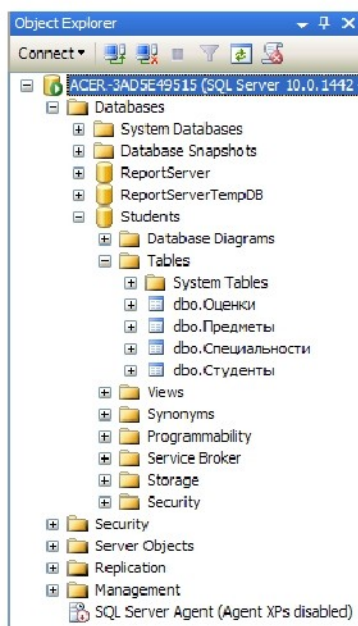 Object Explorer
Connect
ACER-3AD5E49515 (SQL Server 10.0.1442
Databases
System Databases
Database Snapshots
ReportServer
ReportServerTempDB
Students
Database Diagrams
Tables
System Tables
dbo.Оценки
dbo.Предметы
dbo.Специальности
dbo.Студенты
Views
Synonyms
Programmability
Service Broker
Storage
Security
Security
Server Objects
Replication
Management
SQL Server Agent (Agent XPs disabled)